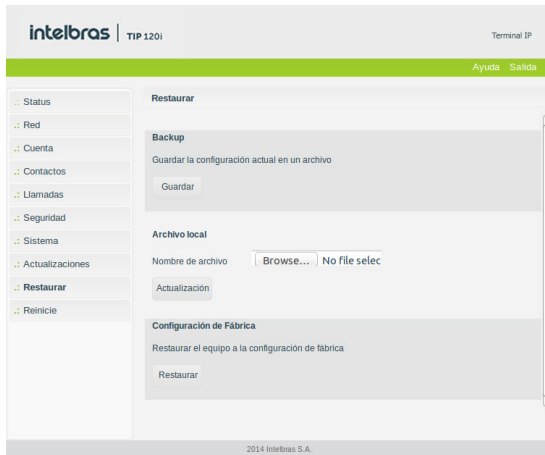 intelbras | TIP 120i
Terminal IP
Ayuda Salida
.: Status
.: Red
.: Cuenta
.: Contactos
.: Llamadas
.: Seguridad
.: Sistema
.: Actualizaciones
.: Restaurar
.: Reinicie
Restaurar
Backup
Guardar la configuración actual en un archivo
Guardar
Archivo local
Nombre de archivo Browse... No file selec
Actualización
Configuración de Fábrica
Restaurar el equipo a la configuración de fábrica
Restaurar
2014 Intelbras S.A.